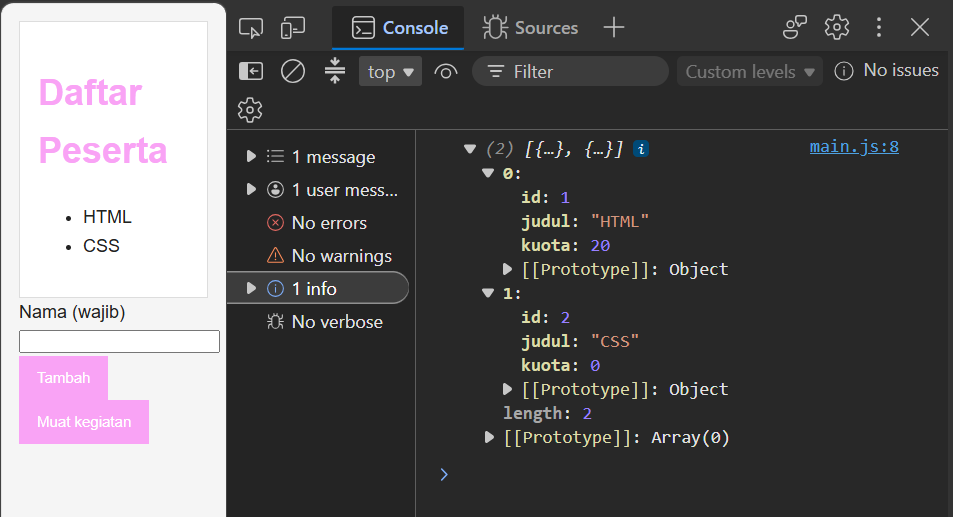 Daftar
Peserta
HTML
CSS
Nama (wajib)
Tambah
Muat kegiatan
Console
Sources
top
Filter
Custom levels
No issues
1 message
1 user mess...
No errors
No warnings
1 info
No verbose
(2) [{…}, {…}] i
main.js:8
0:
id: 1
judul: "HTML"
kuota: 20
[[Prototype]]: Object
1:
id: 2
judul: "CSS"
kuota: 0
[[Prototype]]: Object
length: 2
[[Prototype]]: Array(0)